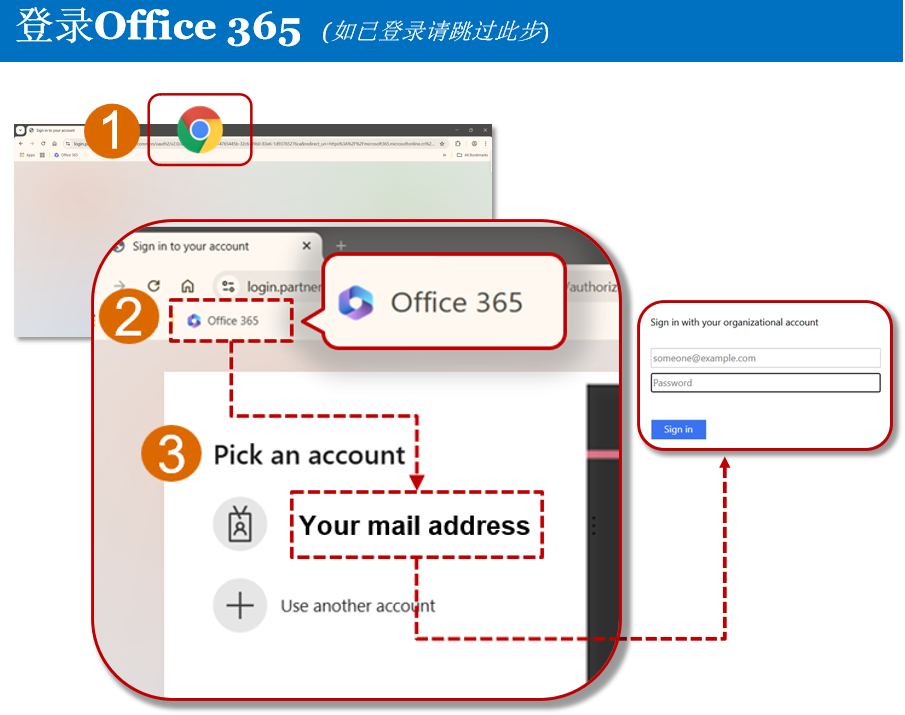 登录Office 365 (如已登录请跳过此步)
1
Sign in to your account
Apps
Office 365
All Bookmarks
Sign in to your account
login.partner
/authoriz
2
Office 365
Office 365
3
Pick an account
Your mail address
Use another account
Sign in with your organizational account
someone@example.com
Password
Sign in